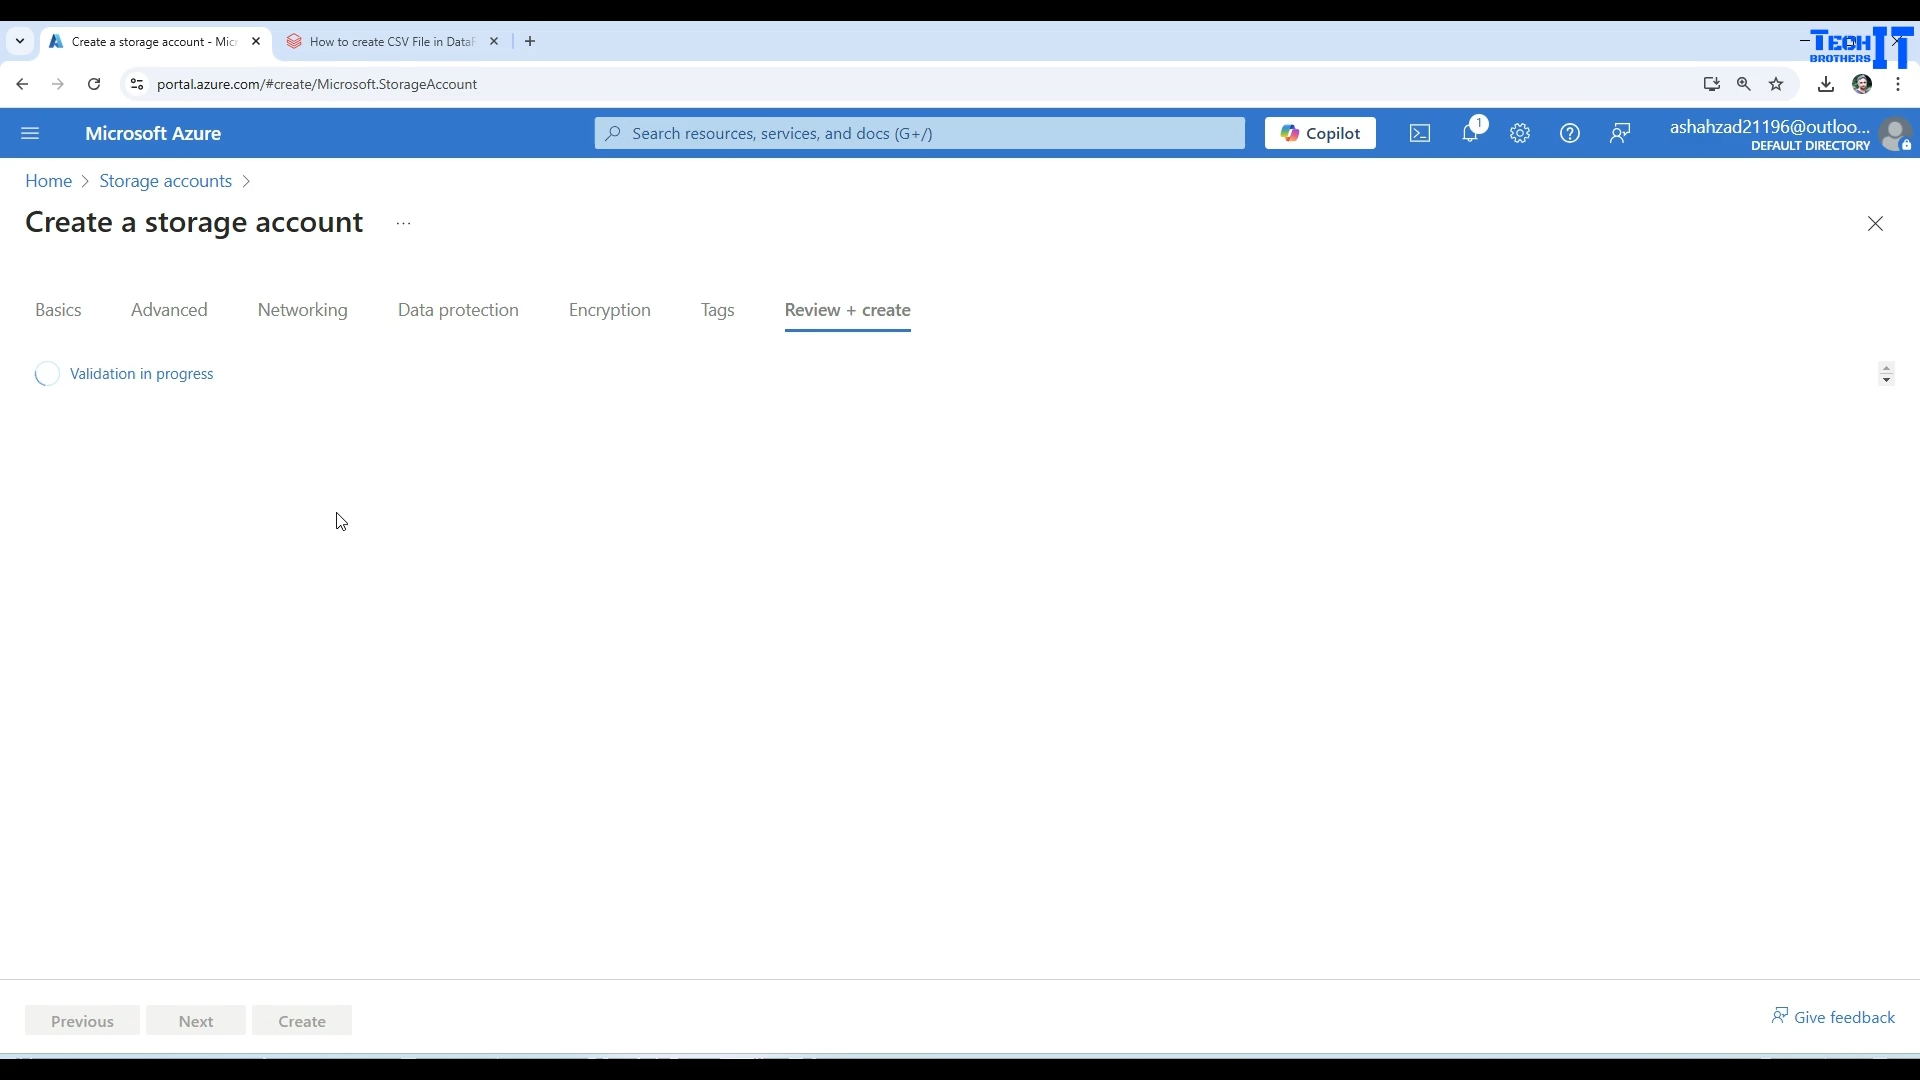 Create a storage account - Micr
How to create CSV File in DataF
TECH BROTHERS IT
portal.azure.com/#create/Microsoft.StorageAccount
Microsoft Azure
Search resources, services, and docs (G+/)
Copilot
1
ashahzad21196@outloo...
DEFAULT DIRECTORY
Home > Storage accounts >
Create a storage account ...
Basics Advanced Networking Data protection Encryption Tags Review + create
Validation in progress
Previous Next Create
Give feedback